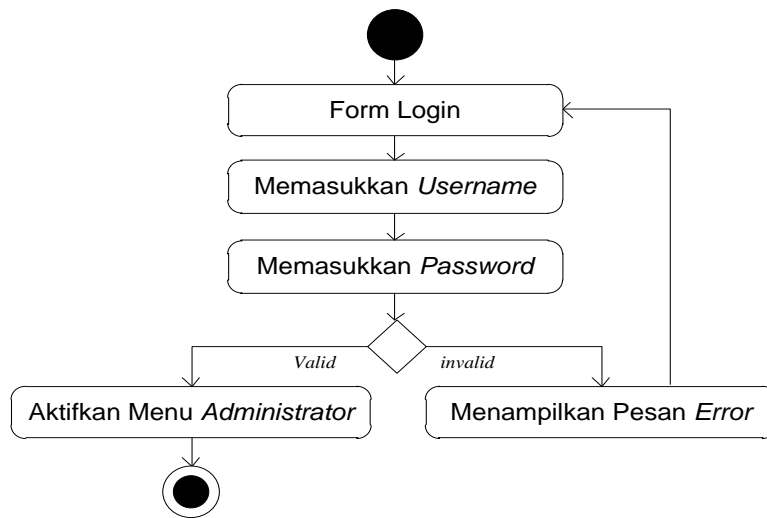 Form Login
Memasukkan Username
Memasukkan Password
Valid
invalid
Aktifkan Menu Administrator
Menampilkan Pesan Error